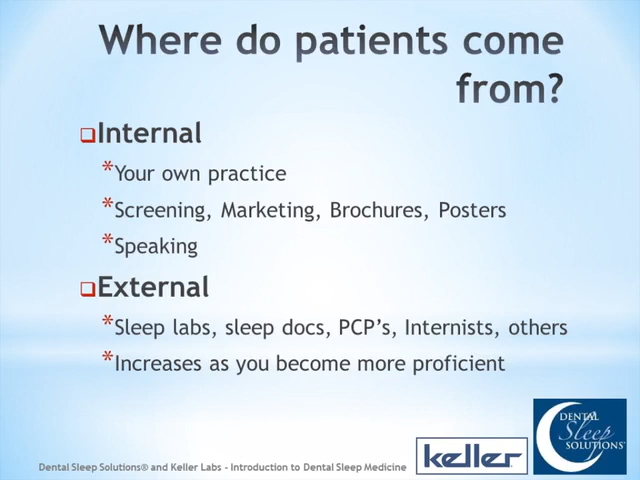 Where do patients come
from?
Internal
*Your own practice
*Screening, Marketing, Brochures, Posters
*Speaking
External
*Sleep labs, sleep docs, PCP's, Internists, others
*Increases as you become more proficient
Dental Sleep Solutions® and Keller Labs - Introduction to Dental Sleep Medicine
keller
DENTAL
Sleep
SOLUTIONS